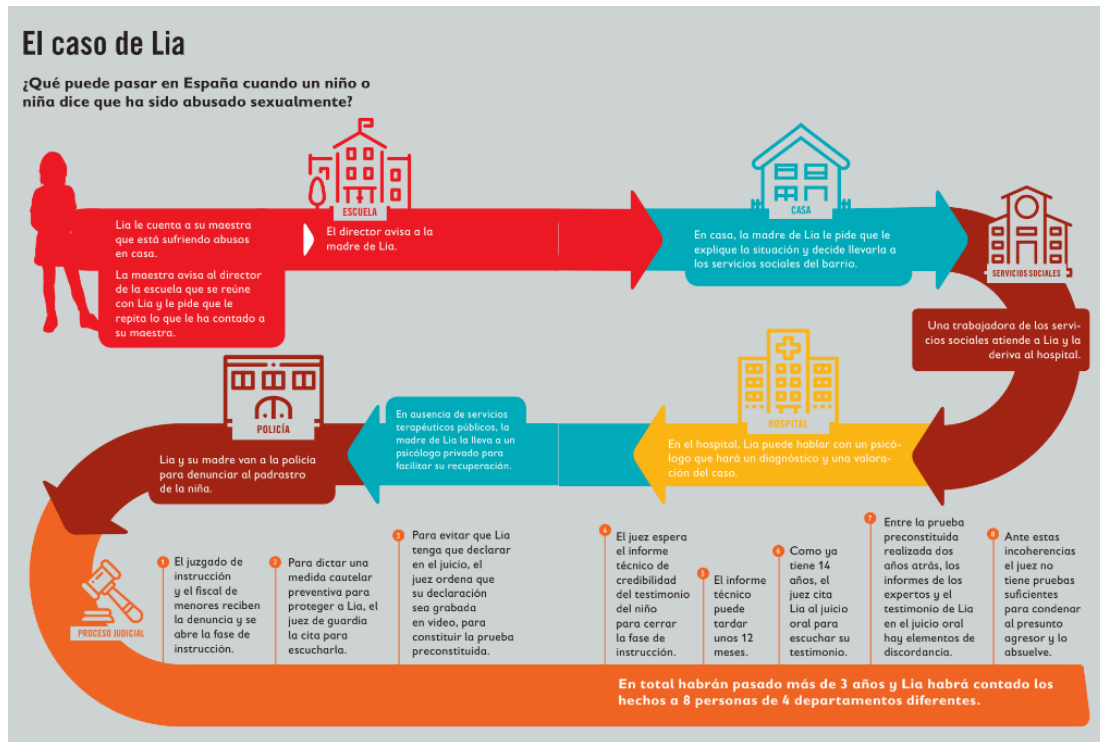 El caso de Lia
¿Qué puede pasar en España cuando un niño o
niña dice que ha sido abusado sexualmente?
ESCUELA
Lia le cuenta a su maestra
que está sufriendo abusos
en casa.
La maestra avisa al director
de la escuela que se reúne
con Lia y le pide que le
repita lo que le ha contado a
su maestra.
El director avisa a la
madre de Lia.
CASA
En casa, la madre de Lia le pide que le
explique la situación y decide llevarla a
los servicios sociales del barrio.
SERVICIOS SOCIALES
Una trabajadora de los servi-
cios sociales atiende a Lia y la
deriva al hospital.
HOSPITAL
En el hospital, Lia puede hablar con un psicó-
logo que hará un diagnóstico y una valora-
ción del caso.
En ausencia de servicios
terapéuticos públicos, la
madre de Lia la lleva a un
psicólogo privado para
facilitar su recuperación.
POLICÍA
Lia y su madre van a la policía
para denunciar al padrastro
de la niña.
PROCESO JUDICIAL
1
El juzgado de
instrucción
y el fiscal de
menores reciben
la denuncia y se
abre la fase de
instrucción.
2
Para dictar una
medida cautelar
preventiva para
proteger a Lia, el
juez de guardia
la cita para
escucharla.
3
Para evitar que Lia
tenga que declarar
en el juicio, el
juez ordena que
su declaración
sea grabada
en video, para
constituir la prueba
preconstituida.
4
El juez espera
el informe
técnico de
credibilidad
del testimonio
del niño
para cerrar
la fase de
instrucción.
5
El informe
técnico
puede
tardar
unos 12
meses.
6
Como ya
tiene 14
años, el
juez cita
Lia al juicio
oral para
escuchar su
testimonio.
7
Entre la prueba
preconstituida
realizada dos
años atrás, los
informes de los
expertos y el
testimonio de Lia
en el juicio oral
hay elementos de
discordancia.
8
Ante estas
incoherencias
el juez no
tiene pruebas
suficientes
para condenar
al presunto
agresor y lo
absuelve.
En total habrán pasado más de 3 años y Lia habrá contado los
hechos a 8 personas de 4 departamentos diferentes.